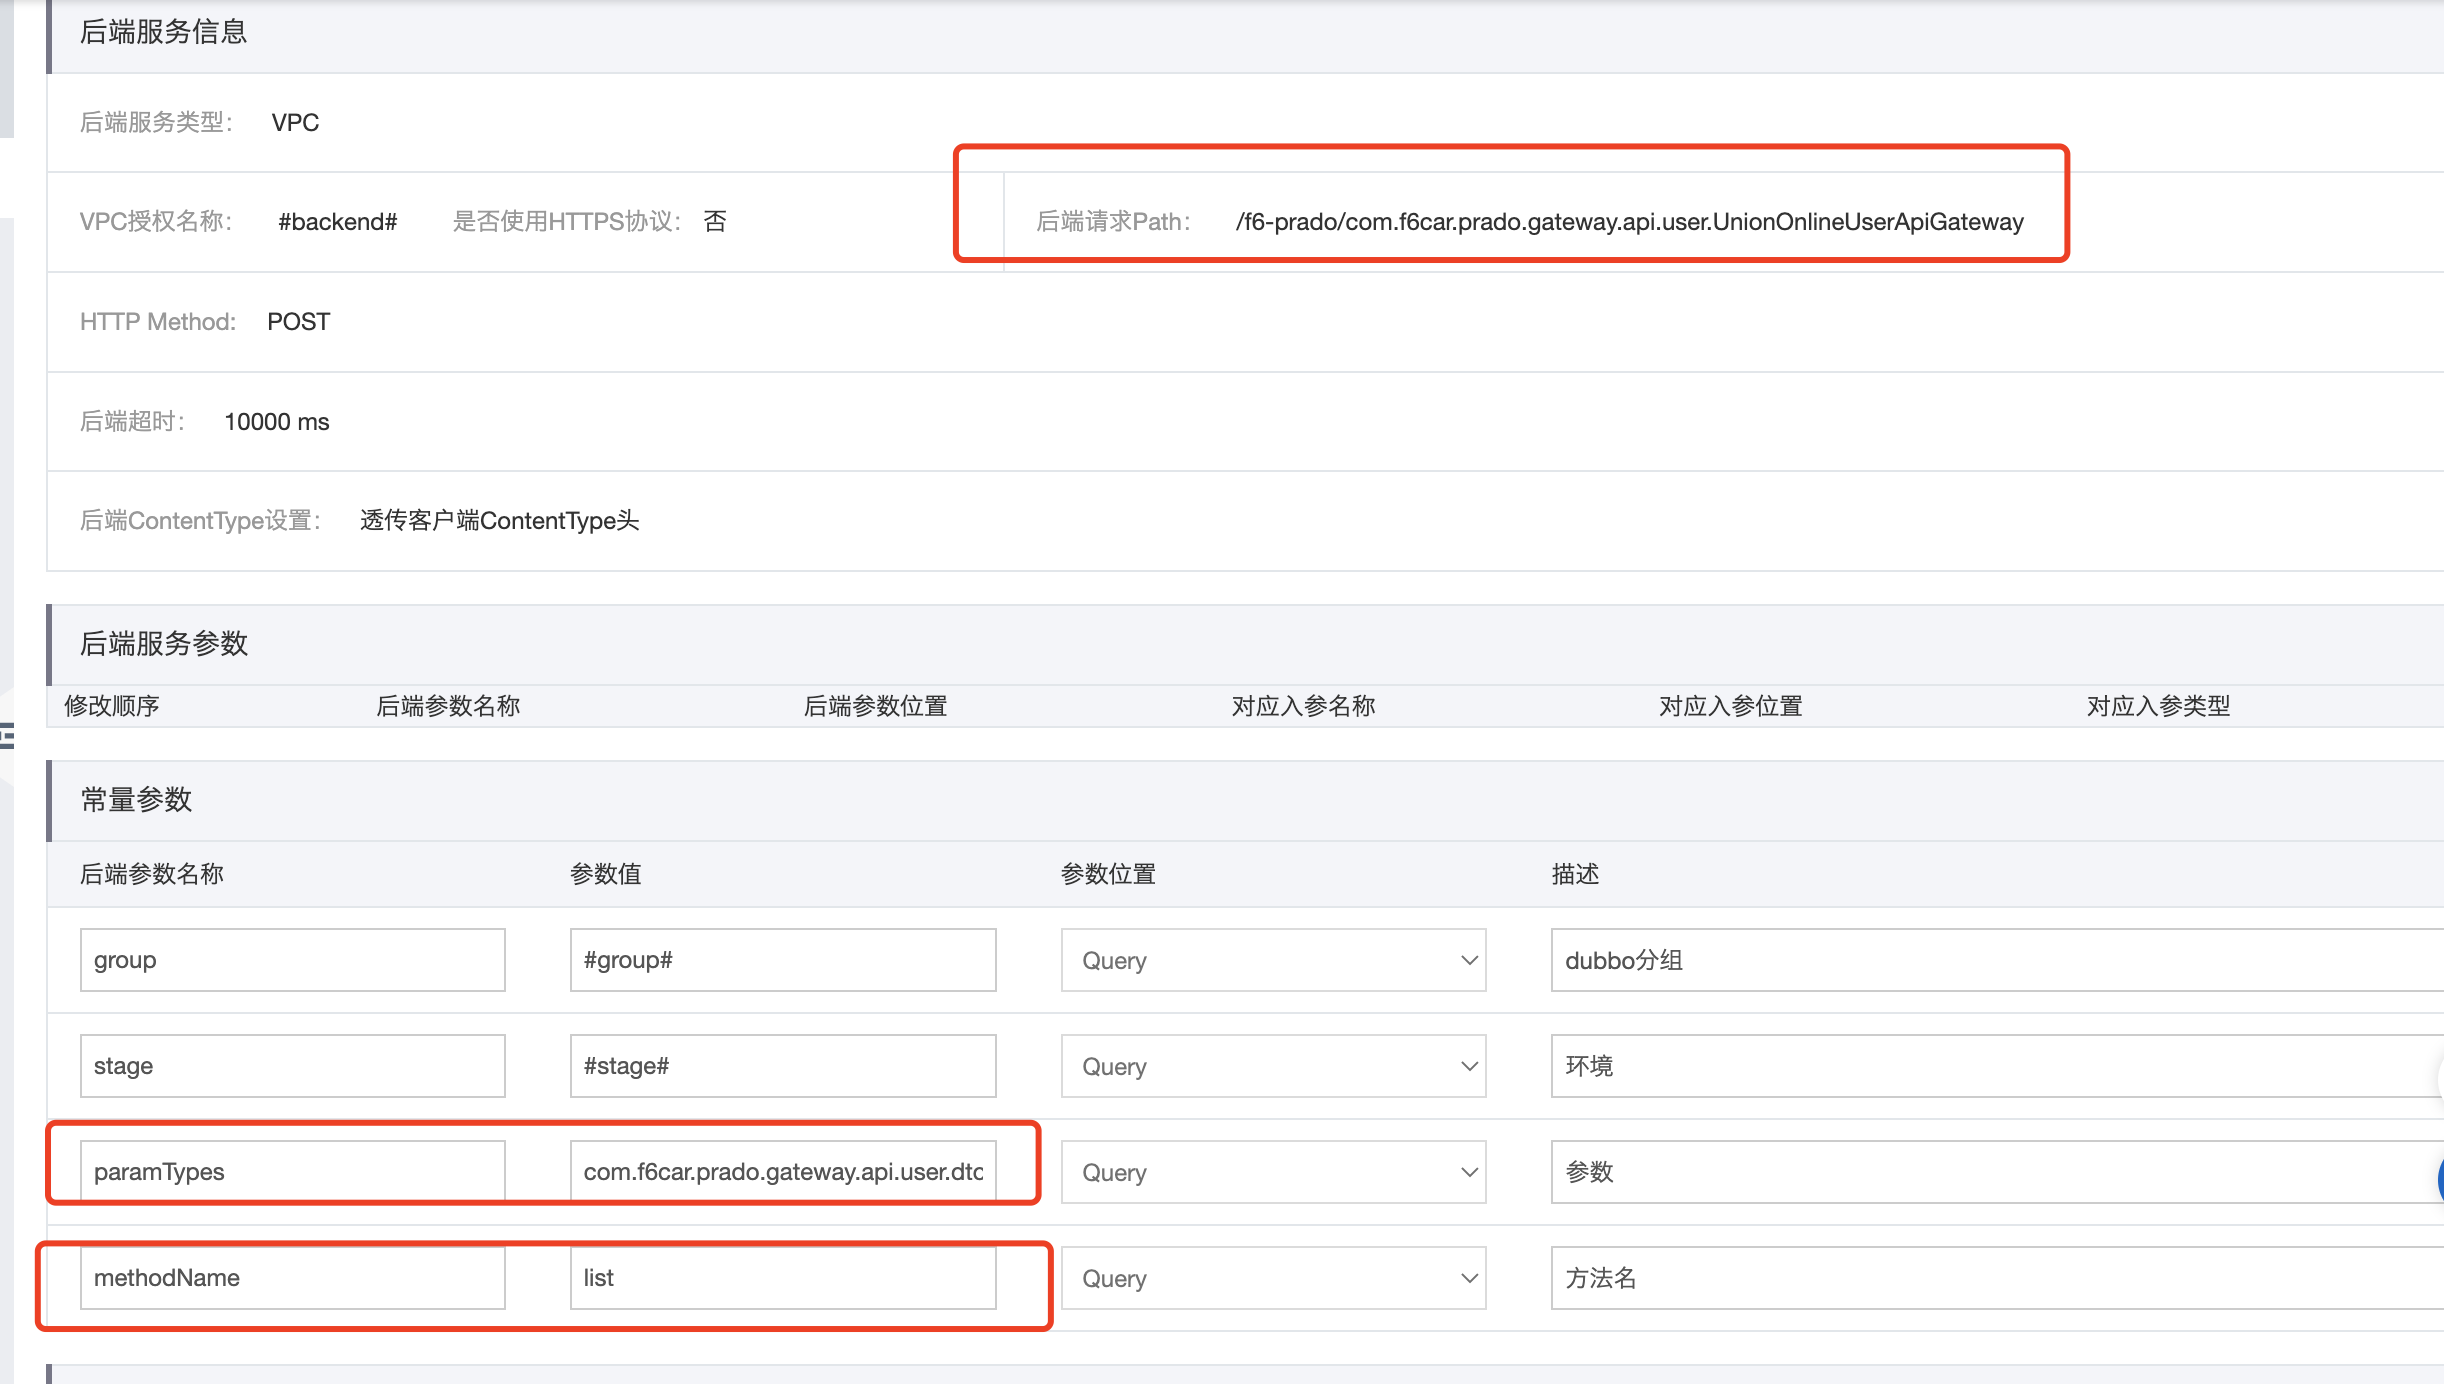 后端服务信息
后端服务类型： VPC
VPC授权名称： #backend# 是否使用HTTPS协议： 否 后端请求Path： /f6-prado/com.f6car.prado.gateway.api.user.UnionOnlineUserApiGateway
HTTP Method: POST
后端超时： 10000 ms
后端ContentType设置： 透传客户端ContentType头
后端服务参数
修改顺序 后端参数名称 后端参数位置 对应入参名称 对应入参位置 对应入参类型
常量参数
后端参数名称 参数值 参数位置 描述
group #group# Query dubbo分组
stage #stage# Query 环境
paramTypes com.f6car.prado.gateway.api.user.dtc Query 参数
methodName list Query 方法名